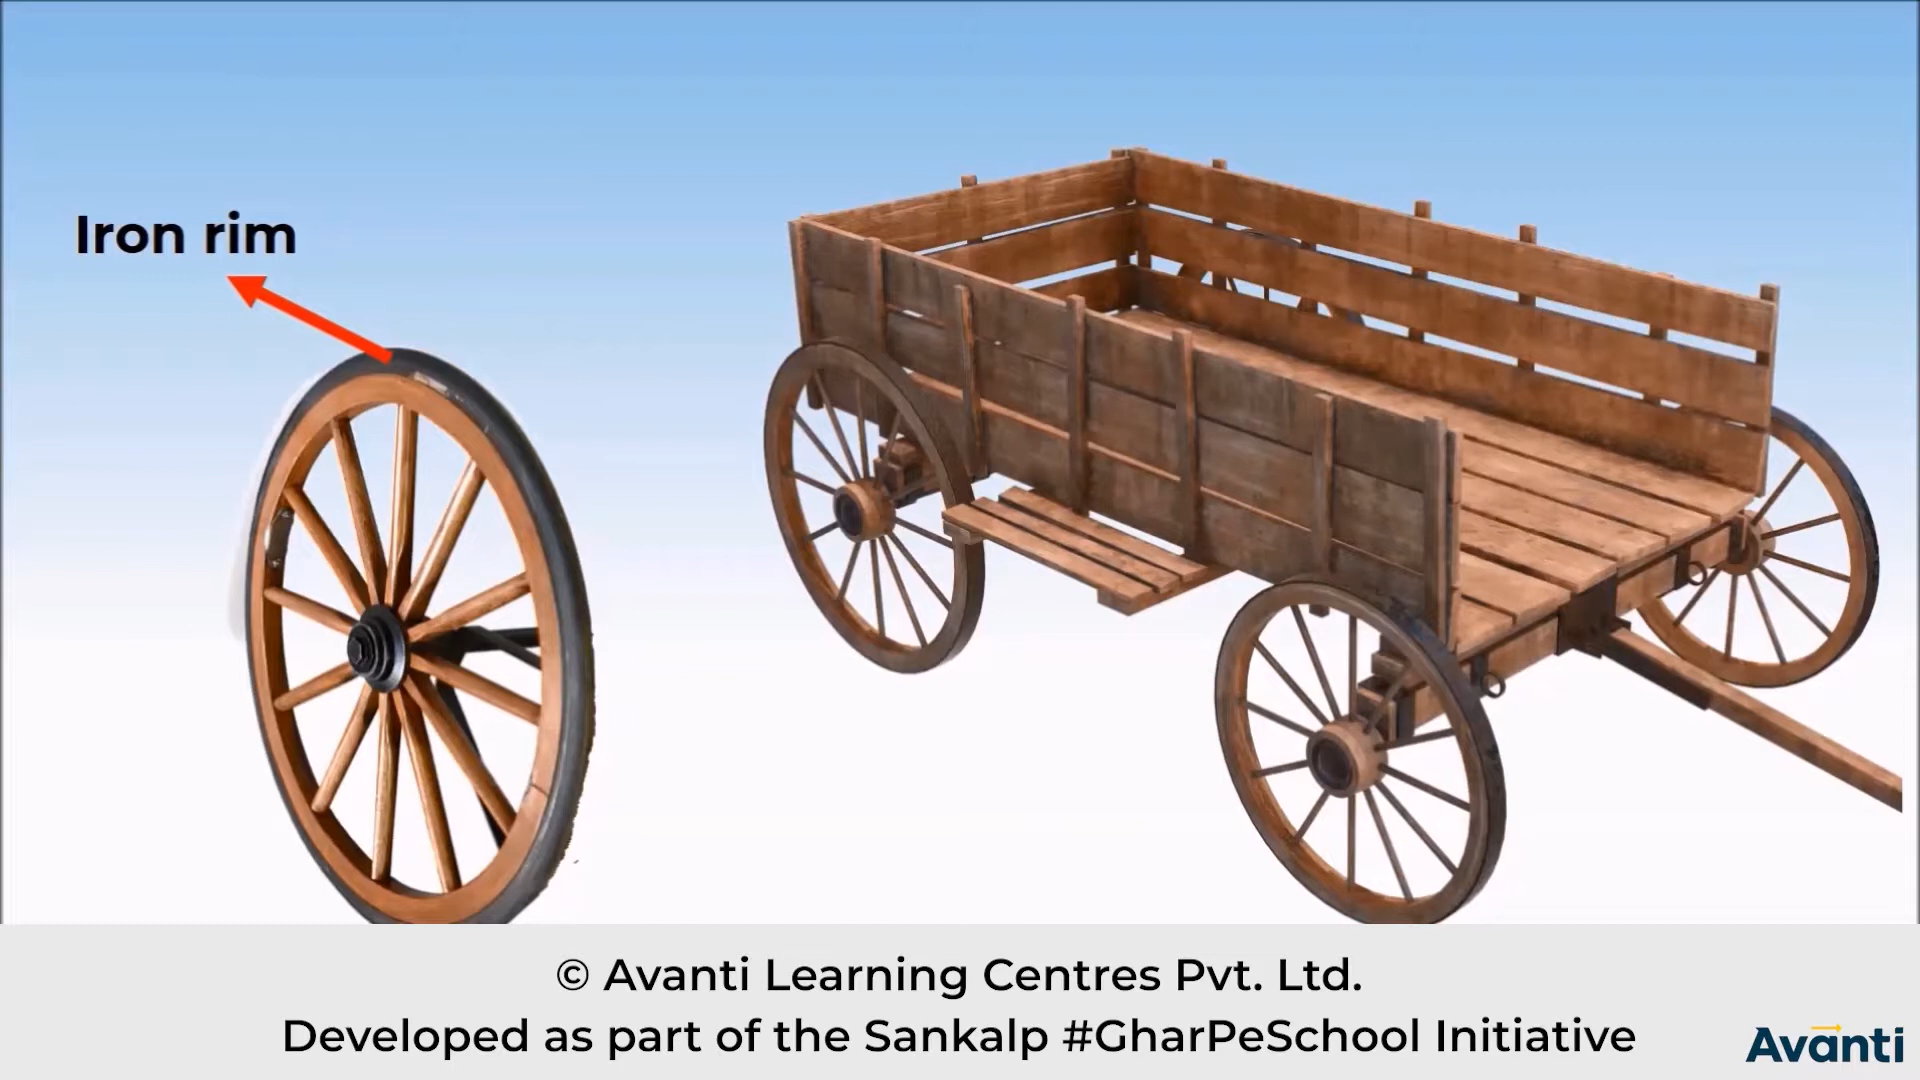 Iron rim
© Avanti Learning Centres Pvt. Ltd.
Developed as part of the Sankalp #GharPeSchool Initiative
Avanti